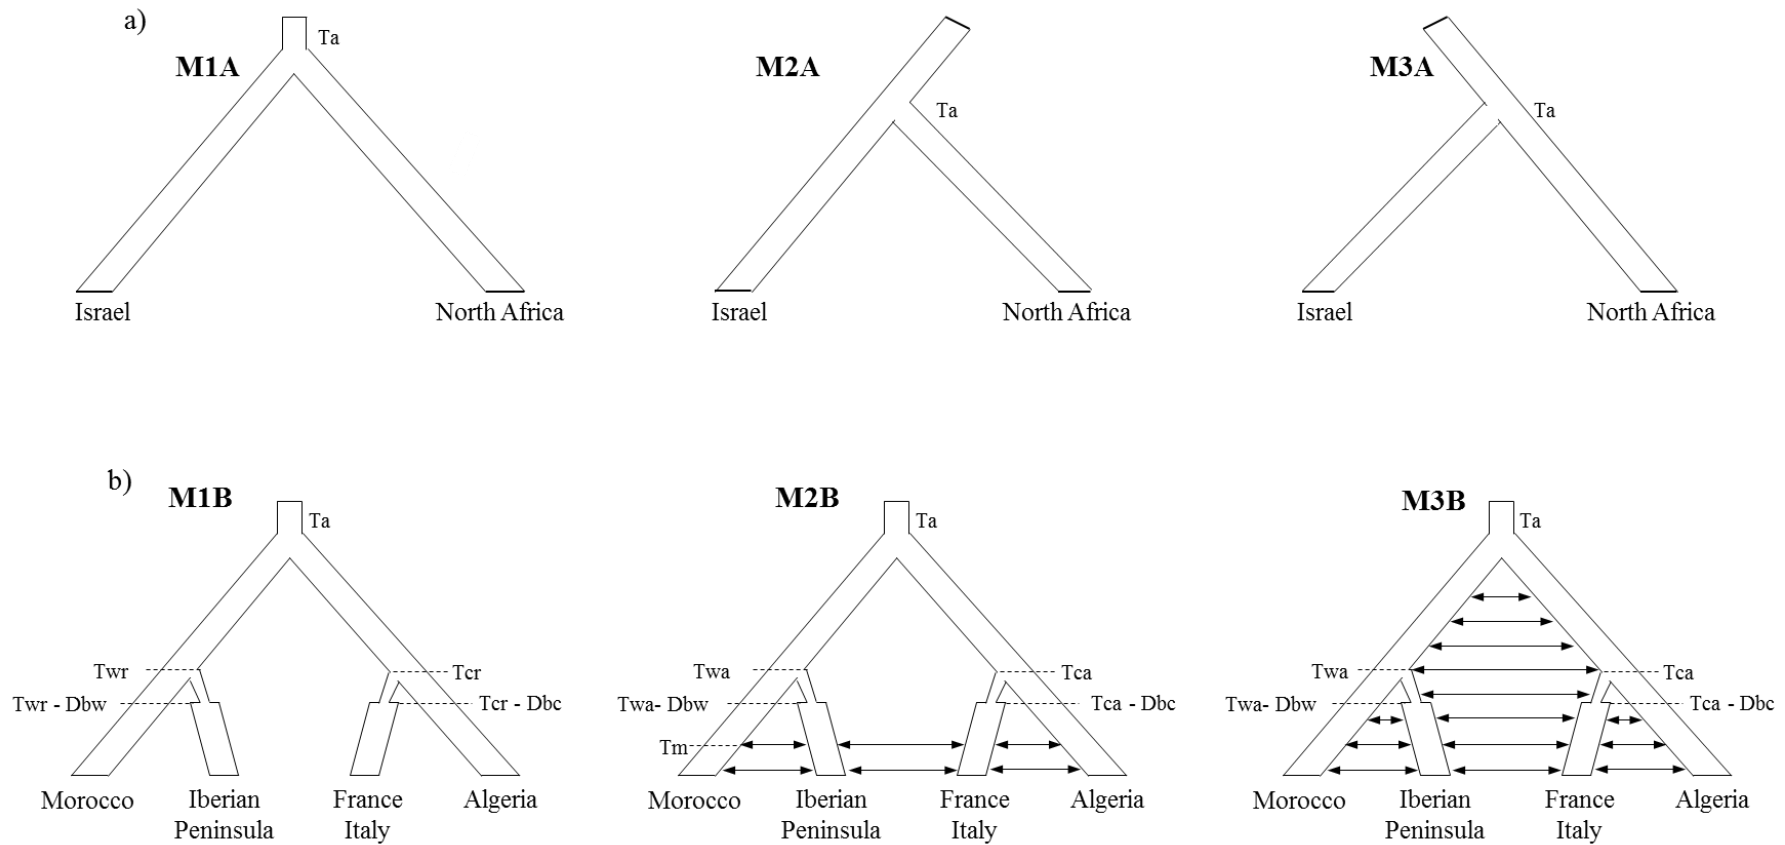 a)
M1A
Ta
Israel
North Africa
M2A
Ta
Israel
North Africa
M3A
Ta
Israel
North Africa
b)
M1B
Ta
Twr
Tcr
Twr - Dbw
Tcr - Dbc
Morocco
Iberian
Peninsula
France
Italy
Algeria
M2B
Ta
Twa
Tca
Twa- Dbw
Tca - Dbc
Tm
Morocco
Iberian
Peninsula
France
Italy
Algeria
M3B
Ta
Twa
Tca
Twa- Dbw
Tca - Dbc
Morocco
Iberian
Peninsula
France
Italy
Algeria